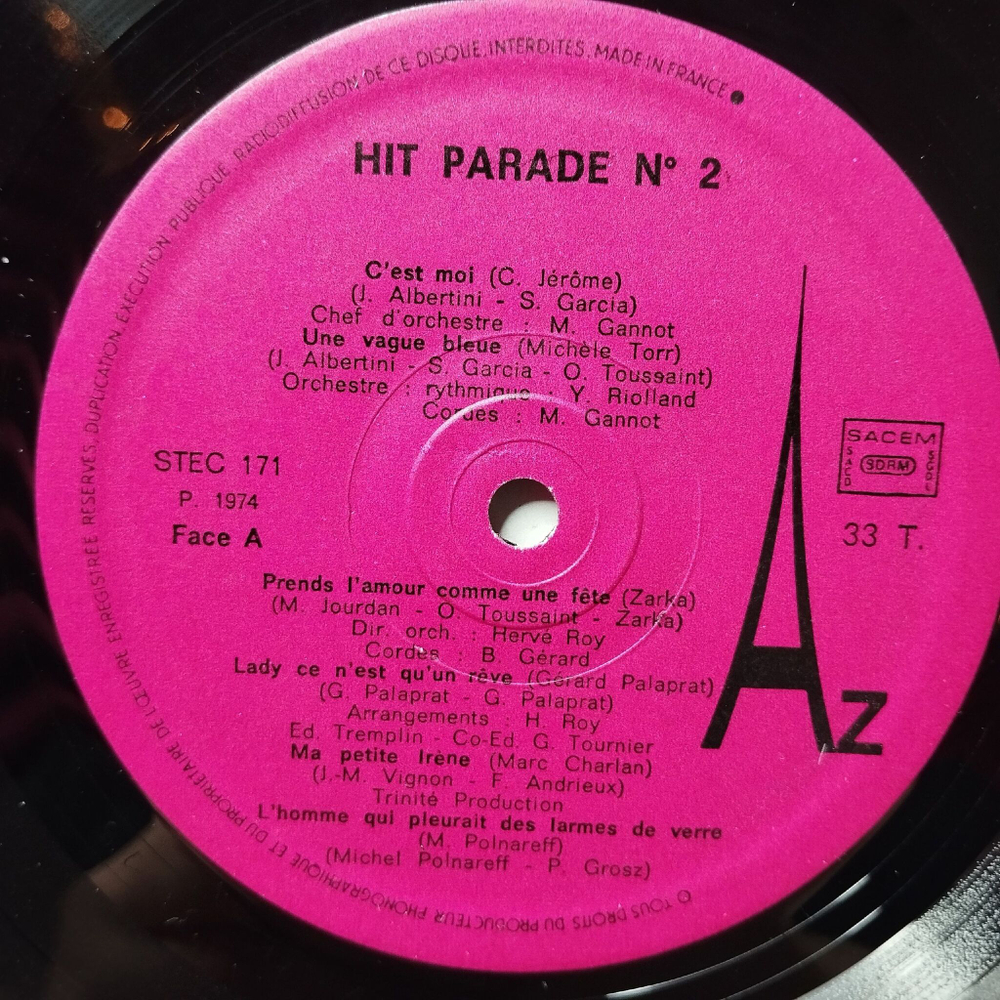 ŒUVRE ENREGISTRÉE RÉSERVÉS. DUPLICATION. EXÉCUTION PUBLIQUE. RADIODIFFUSION DE CE DISQUE INTERDITES. MADE IN FRANCE
HIT PARADE N° 2
C'est moi (C. Jérôme)
(J. Albertini - S. Garcia)
Chef d'orchestre : M. Gannot
Une vague bleue (Michèle Torr)
(J. Albertini - S. Garcia - O. Toussaint)
Orchestre : rythmique : Y. Riolland
Cordes : M. Gannot
STEC 171
P. 1974
Face A
SACEM
SACD
SDRM
SGDL
33 T.
Prends l'amour comme une fête (Zarka)
(M. Jourdan - O. Toussaint - Zarka)
Dir. orch. : Hervé Roy
Cordes : B. Gérard
Lady ce n'est qu'un rêve (Gérard Palaprat)
(G. Palaprat - G. Palaprat)
Arrangements : H. Roy
Ed. Tremplin - Co-Ed. G. Tournier
Ma petite Irène (Marc Charlan)
(J.-M. Vignon - F. Andrieux)
Trinité Production
L'homme qui pleurait des larmes de verre
(M. Polnareff)
(Michel Polnareff - P. Grosz)
AZ
© TOUS DROITS DU PRODUCTEUR PHONOGRAPHIQUE ET DU PROPRIÉTAIRE DE L'ŒUVRE